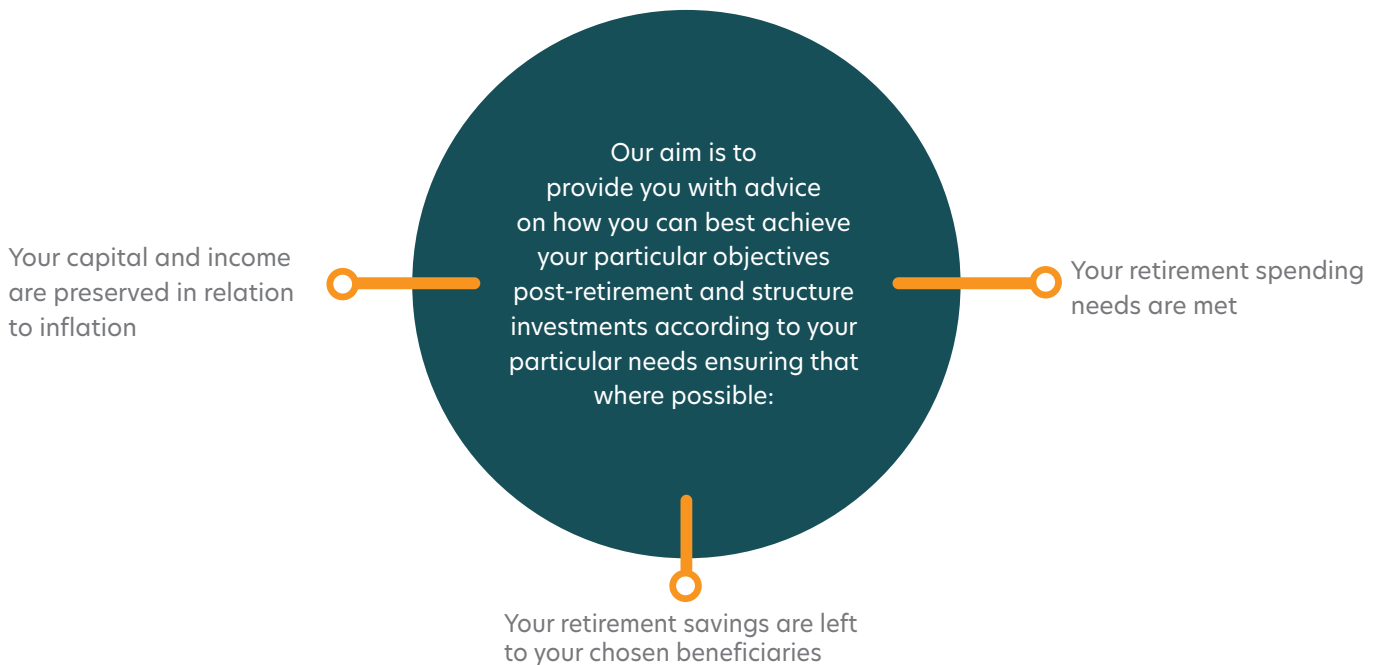 Our aim is to
provide you with advice
on how you can best achieve
your particular objectives
post-retirement and structure
investments according to your
particular needs ensuring that
where possible:
Your capital and income
are preserved in relation
to inflation
Your retirement spending
needs are met
Your retirement savings are left
to your chosen beneficiaries